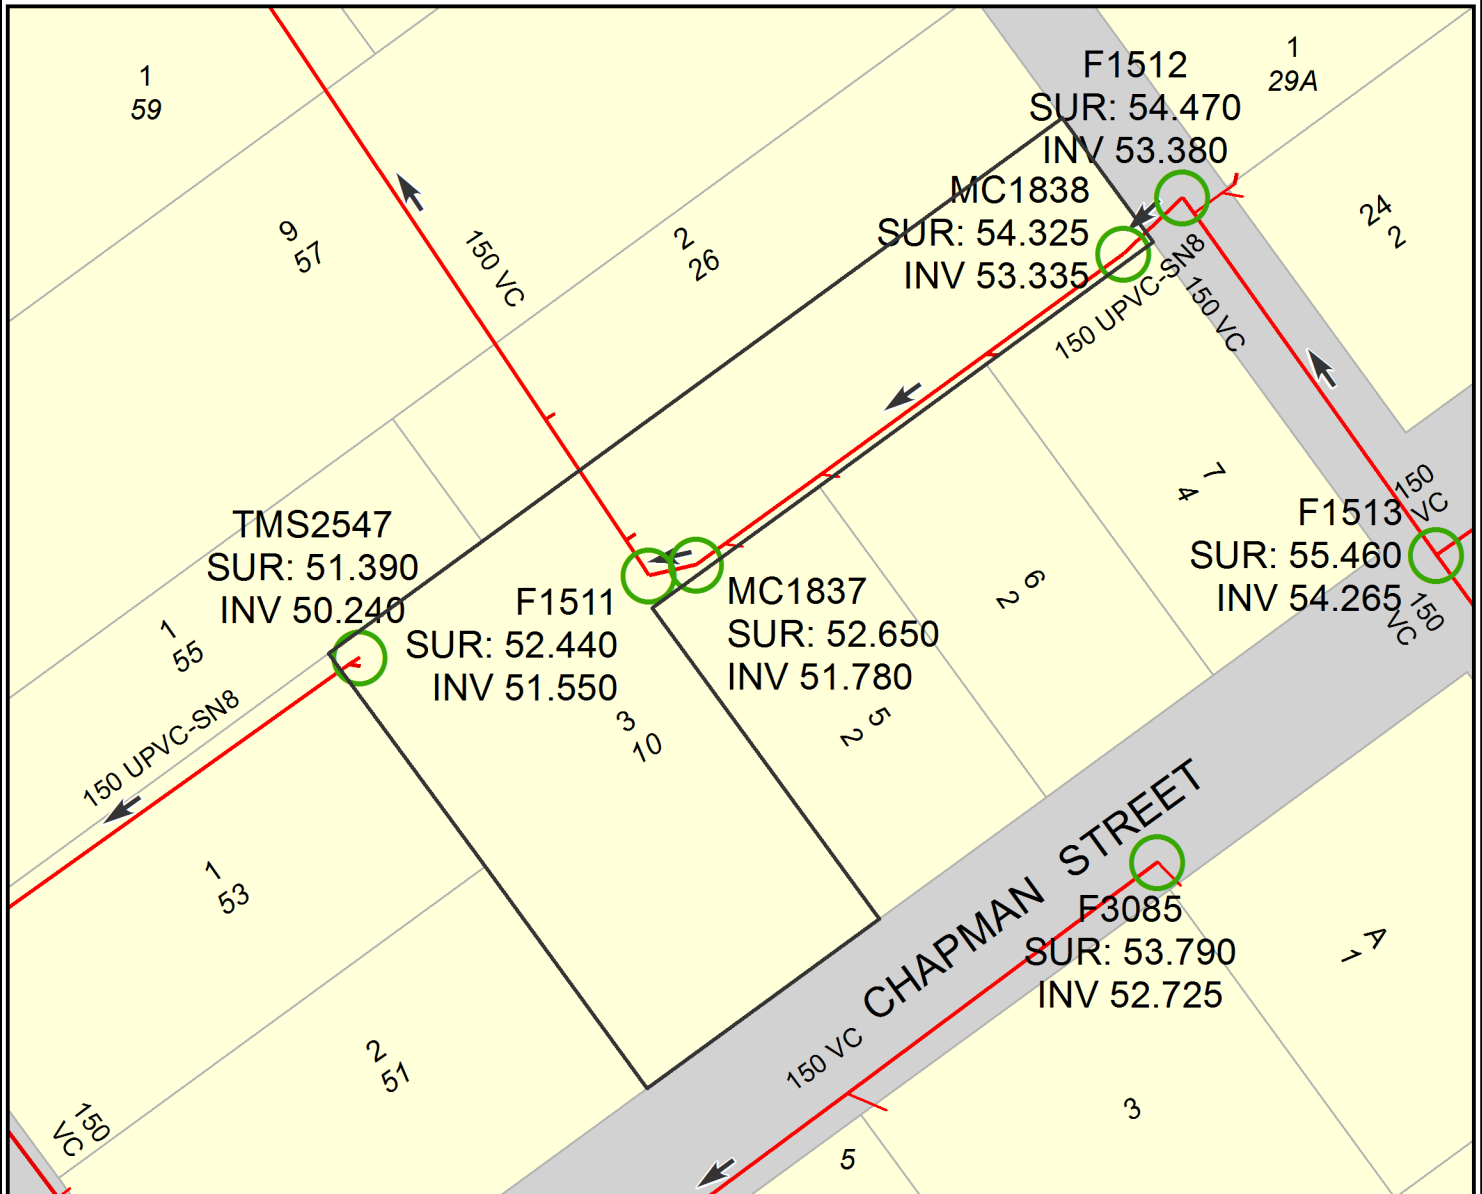 1
59
F1512
SUR: 54.470
INV 53.380
1
29A
MC1838
SUR: 54.325
INV 53.335
24
2
9
57
150 VC
2
26
150 UPVC-SN8
150 VC
7
4
150
VC
F1513
SUR: 55.460
INV 54.265
150
VC
TMS2547
SUR: 51.390
INV 50.240
F1511
SUR: 52.440
INV 51.550
MC1837
SUR: 52.650
INV 51.780
6
2
1
55
150 UPVC-SN8
3
10
5
2
CHAPMAN STREET
1
53
F3085
SUR: 53.790
INV 52.725
A
1
150 VC
2
51
150
VC
3
5